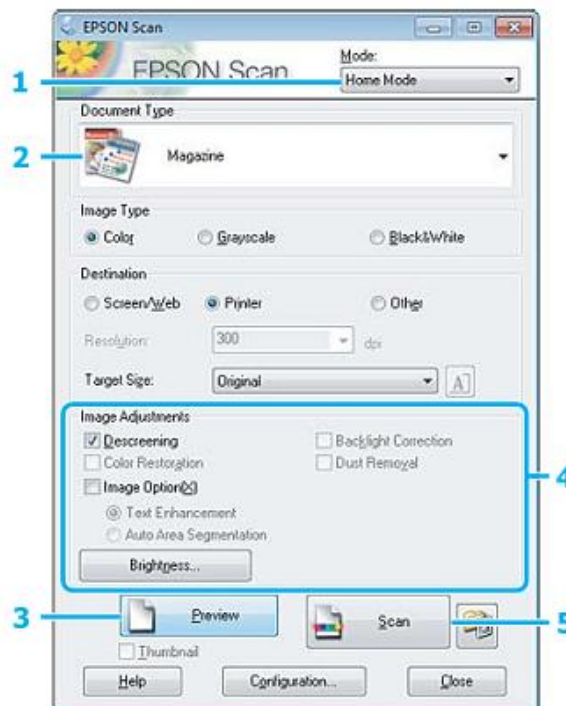 EPSON Scan
EPSON Scan
Mode:
1
Home Mode
Document Type
2
Magazine
Image Type
Color
Grayscale
Black&White
Destination
Screen/Web
Printer
Other
Resolution:
300
dpi
Target Size:
Original
A
Image Adjustments
Descreening
Backlight Correction
Color Restoration
Dust Removal
4
Image Option(X)
Text Enhancement
Auto Area Segmentation
Brightness...
3
Preview
Scan
5
Thumbnail
Help
Configuration...
Close